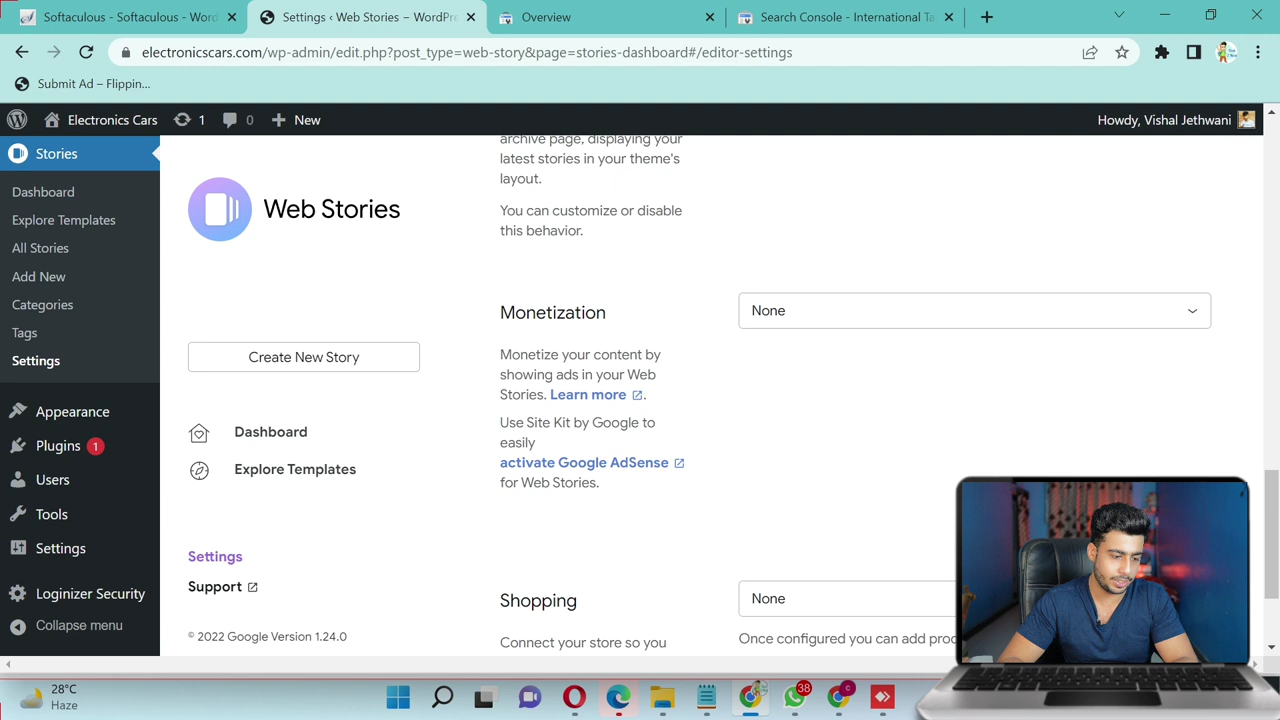 Softaculous - Softaculous - Word
Settings ‹ Web Stories – WordPre
Overview
Search Console - International Ta
electronicscars.com/wp-admin/edit.php?post_type=web-story&page=stories-dashboard#/editor-settings
Submit Ad – Flippin...
Electronics Cars
1
0
New
Howdy, Vishal Jethwani
Stories
Dashboard
Explore Templates
All Stories
Add New
Categories
Tags
Settings
Appearance
Plugins 1
Users
Tools
Settings
Loginizer Security
Collapse menu
Web Stories
Create New Story
Dashboard
Explore Templates
Settings
Support
© 2022 Google Version 1.24.0
archive page, displaying your
latest stories in your theme's
layout.
You can customize or disable
this behavior.
Monetization
None
Monetize your content by
showing ads in your Web
Stories. Learn more .
Use Site Kit by Google to
easily
activate Google AdSense
for Web Stories.
Shopping
None
Connect your store so you
Once configured you can add
28°C
Haze
38